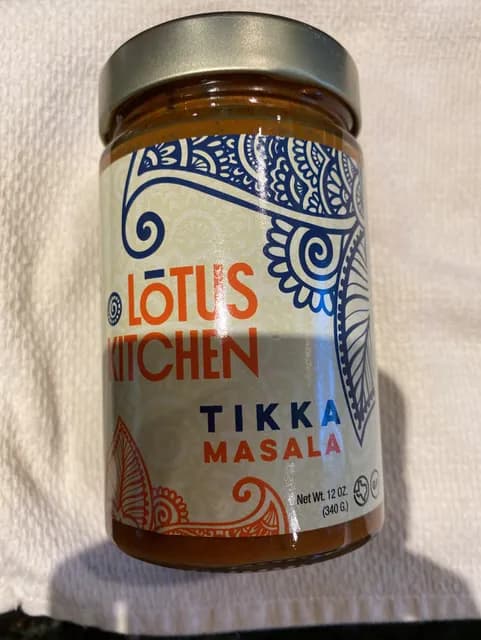 LōTUS
KITCHEN
TIKKA
MASALA
Net Wt. 12 OZ.
(340 G.)